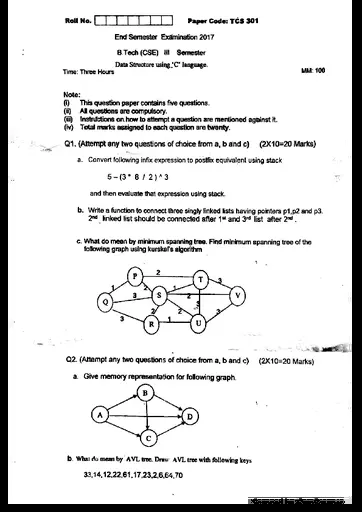 Roll No. Paper Code: TCS 301
End Semester Examination 2017
B.Tech (CSE) III Semester
Data Structure using 'C' language.
Time: Three Hours MM: 100
Note:
(i) This question paper contains five questions.
(ii) All questions are compulsory.
(iii) Instructions on how to attempt a question are mentioned against it.
(iv) Total marks assigned to each question are twenty.
Q1. (Attempt any two questions of choice from a, b and c) (2X10=20 Marks)
a. Convert following infix expression to postfix equivalent using stack
5-(3* 8 / 2)^3
and then evaluate that expression using stack.
b. Write a function to connect three singly linked lists having pointers p1,p2 and p3.
2nd linked list should be connected after 1st and 3rd list after 2nd .
c. What do mean by minimum spanning tree. Find minimum spanning tree of the
following graph using kurskal's algorithm
P 2 T
1 2 1 3
Q 3 S 2 V
2 2 3
3 R 1 U 3
Q2. (Attempt any two questions of choice from a, b and c) (2X10=20 Marks)
a. Give memory representation for following graph.
B
A D
C
b. What do mean by AVL tree. Draw AVL tree with following keys
33,14,12,22,61,17,23,2,6,64,70